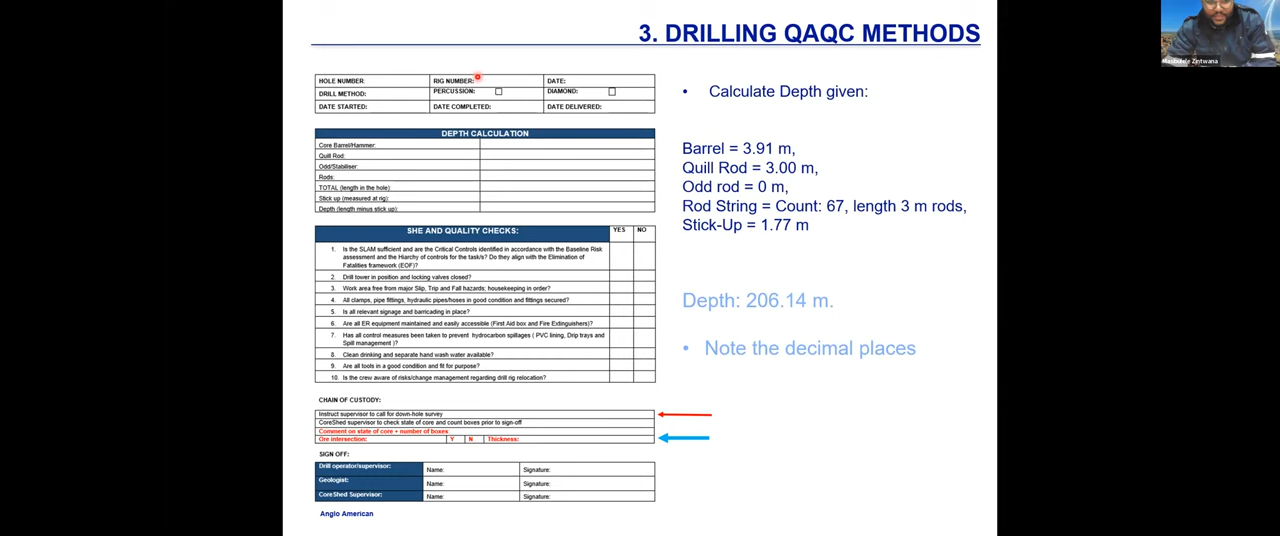 3. DRILLING QAQC METHODS
Masibulele Zintwana
HOLE NUMBER: RIG NUMBER: DATE:
DRILL METHOD: PERCUSSION: DIAMOND:
DATE STARTED: DATE COMPLETED: DATE DELIVERED:
DEPTH CALCULATION
Core Barrel/Hammer:
Quill Rod:
Odd/Stabiliser:
Rods:
TOTAL (length in the hole):
Stick up (measured at rig):
Depth (length minus stick up):
SHE AND QUALITY CHECKS: YES NO
1. Is the SLAM sufficient and are the Critical Controls identified in accordance with the Baseline Risk
assessment and the Hiarchy of controls for the task/s? Do they align with the Elimination of
Fatalities framework (EOF)?
2. Drill tower in position and locking valves closed?
3. Work area free from major Slip, Trip and Fall hazards; housekeeping in order?
4. All clamps, pipe fittings, hydraulic pipes/hoses in good condition and fittings secured?
5. Is all relevant signage and barricading in place?
6. Are all ER equipment maintained and easily accessible (First Aid box and Fire Extinguishers)?
7. Has all control measures been taken to prevent hydrocarbon spillages ( PVC lining, Drip trays and
Spill management )?
8. Clean drinking and separate hand wash water available?
9. Are all tools in a good condition and fit for purpose?
10. Is the crew aware of risks/change management regarding drill rig relocation?
CHAIN OF CUSTODY:
Instruct supervisor to call for down-hole survey
CoreShed supervisor to check state of core and count boxes prior to sign-off
Comment on state of core + number of boxes
Ore intersection: Y N Thickness:
SIGN OFF:
Drill operator/supervisor: Name: Signature:
Geologist: Name: Signature:
CoreShed Supervisor: Name: Signature:
Anglo American
• Calculate Depth given:
Barrel = 3.91 m,
Quill Rod = 3.00 m,
Odd rod = 0 m,
Rod String = Count: 67, length 3 m rods,
Stick-Up = 1.77 m
Depth: 206.14 m.
• Note the decimal places